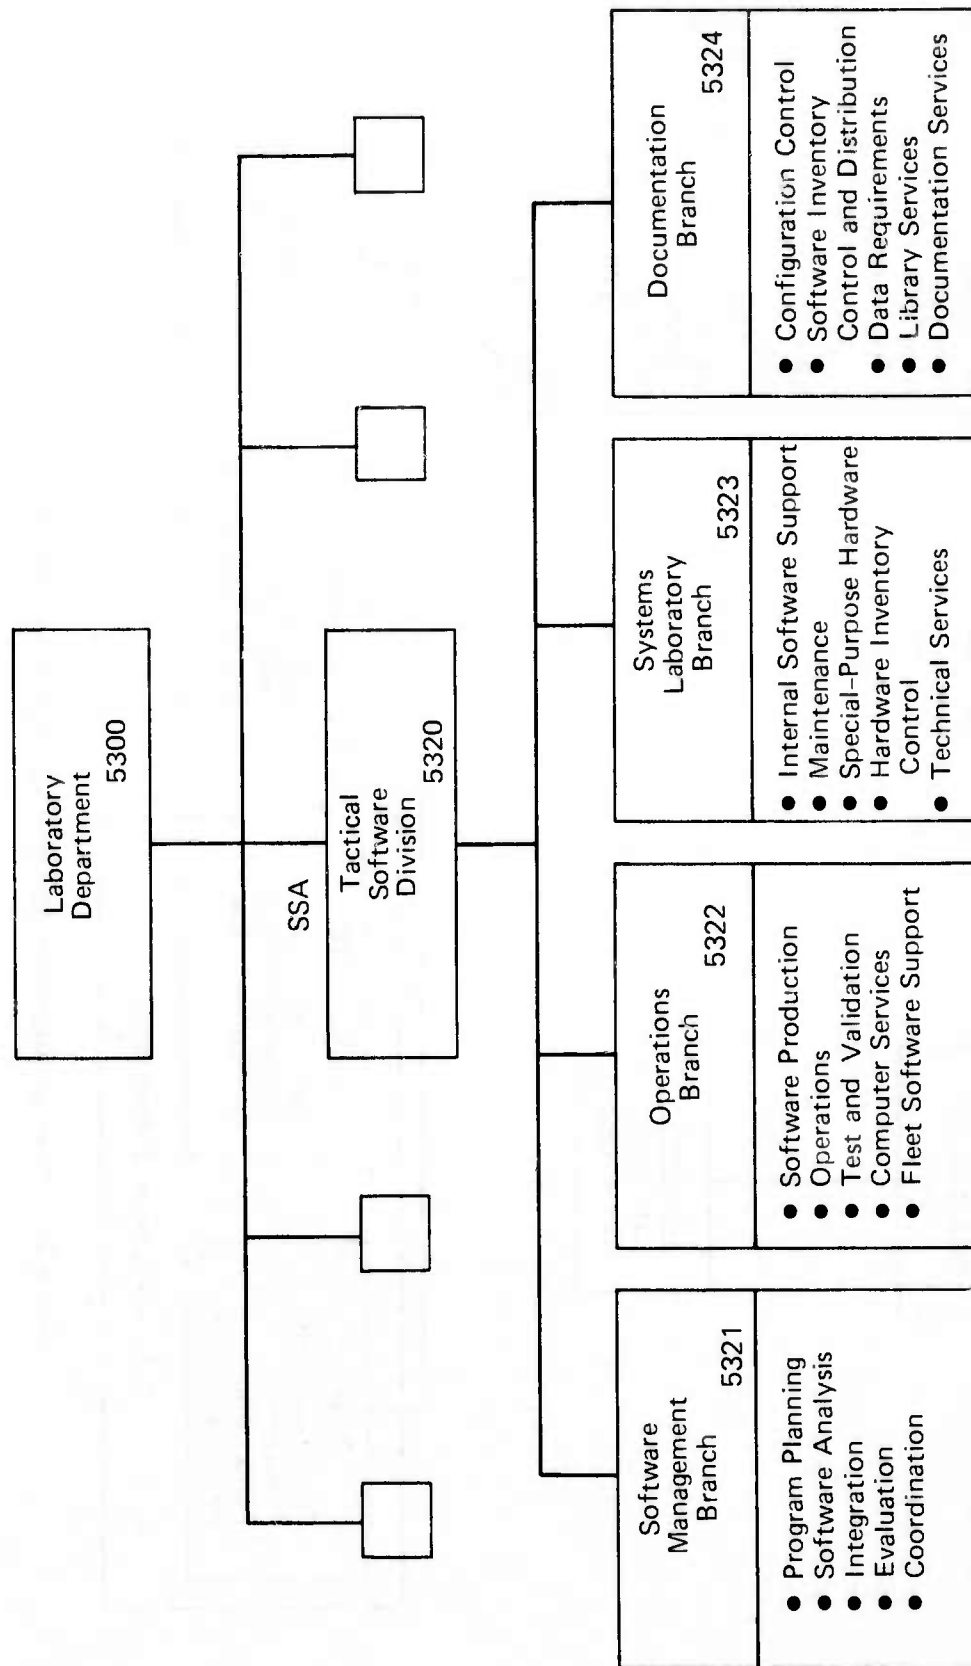 Laboratory
Department
5300
SSA
Tactical
Software
Division
5320
Software
Management
Branch
5321
● Program Planning
● Software Analysis
● Integration
● Evaluation
● Coordination
Operations
Branch
5322
● Software Production
● Operations
● Test and Validation
● Computer Services
● Fleet Software Support
Systems
Laboratory
Branch
5323
● Internal Software Support
● Maintenance
● Special-Purpose Hardware
● Hardware Inventory
Control
● Technical Services
Documentation
Branch
5324
● Configuration Control
● Software Inventory
Control and Distribution
● Data Requirements
● Library Services
● Documentation Services